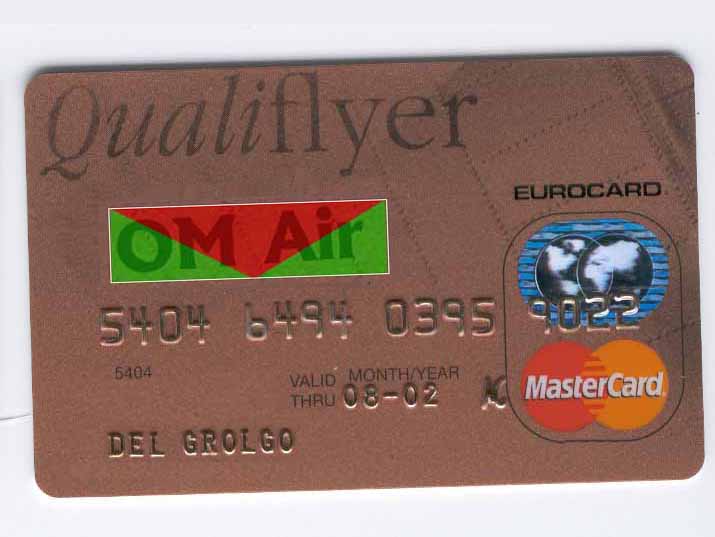 Qualiflyer
EUROCARD
OM Air
5404 6494 0395 9022
5404
VALID THRU MONTH/YEAR
08-02
MasterCard
DEL GROLGO